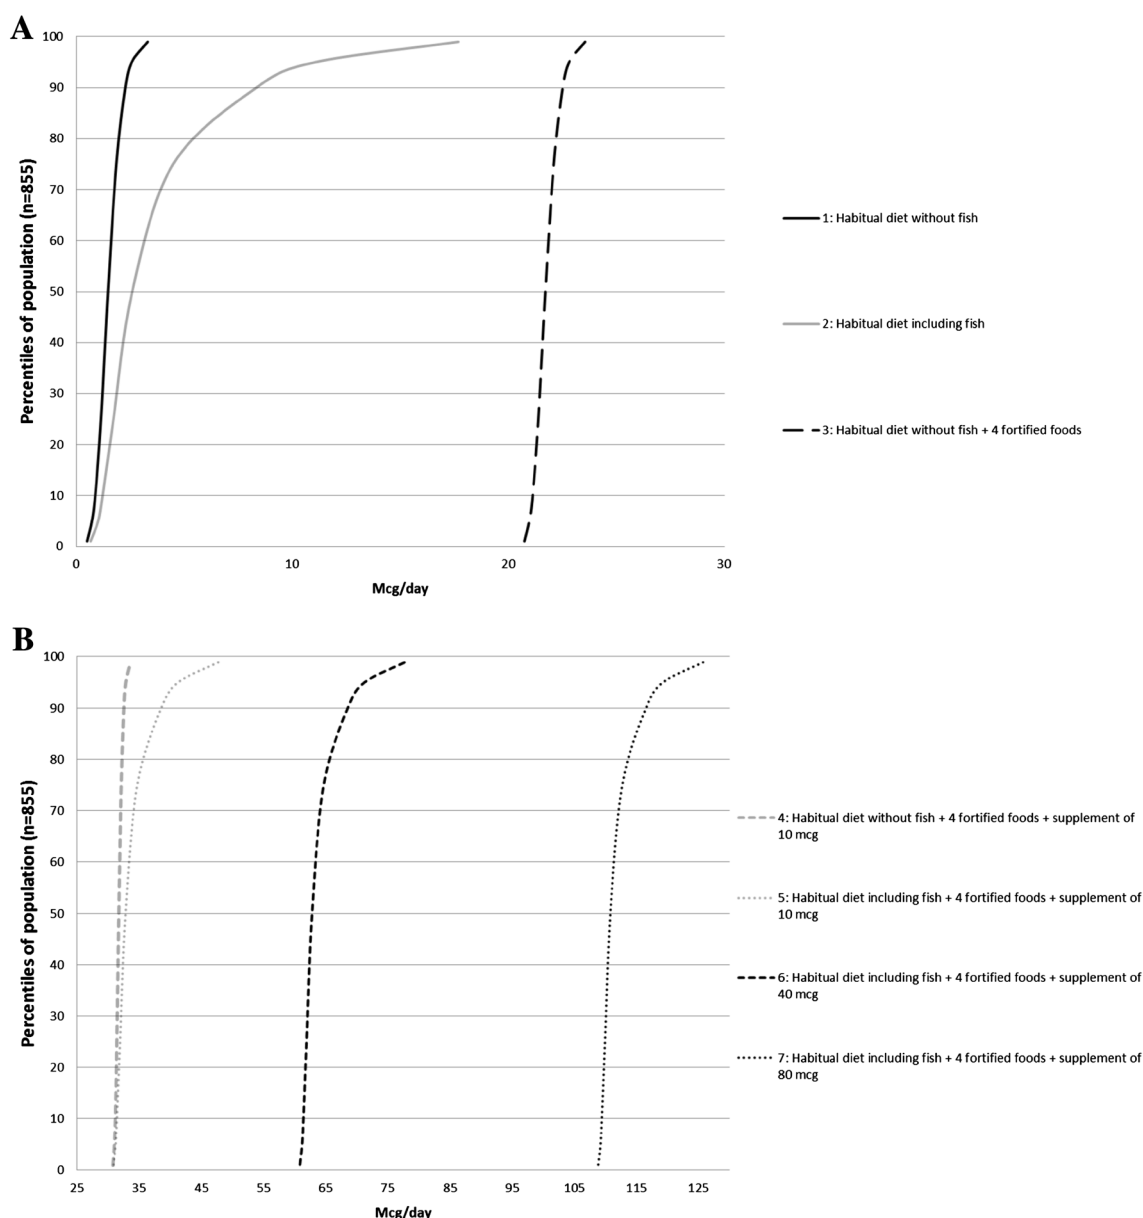 A
100
90
80
70
60
50
40
30
20
10
0
Percentiles of population (n=855)
0 10 20 30
Mcg/day
1: Habitual diet without fish
2: Habitual diet including fish
3: Habitual diet without fish + 4 fortified foods
B
100
90
80
70
60
50
40
30
20
10
0
Percentiles of population (n=855)
25 35 45 55 65 75 85 95 105 115 125
Mcg/day
4: Habitual diet without fish + 4 fortified foods + supplement of
10 mcg
5: Habitual diet including fish + 4 fortified foods + supplement of
10 mcg
6: Habitual diet including fish + 4 fortified foods + supplement of
40 mcg
7: Habitual diet including fish + 4 fortified foods + supplement of
80 mcg